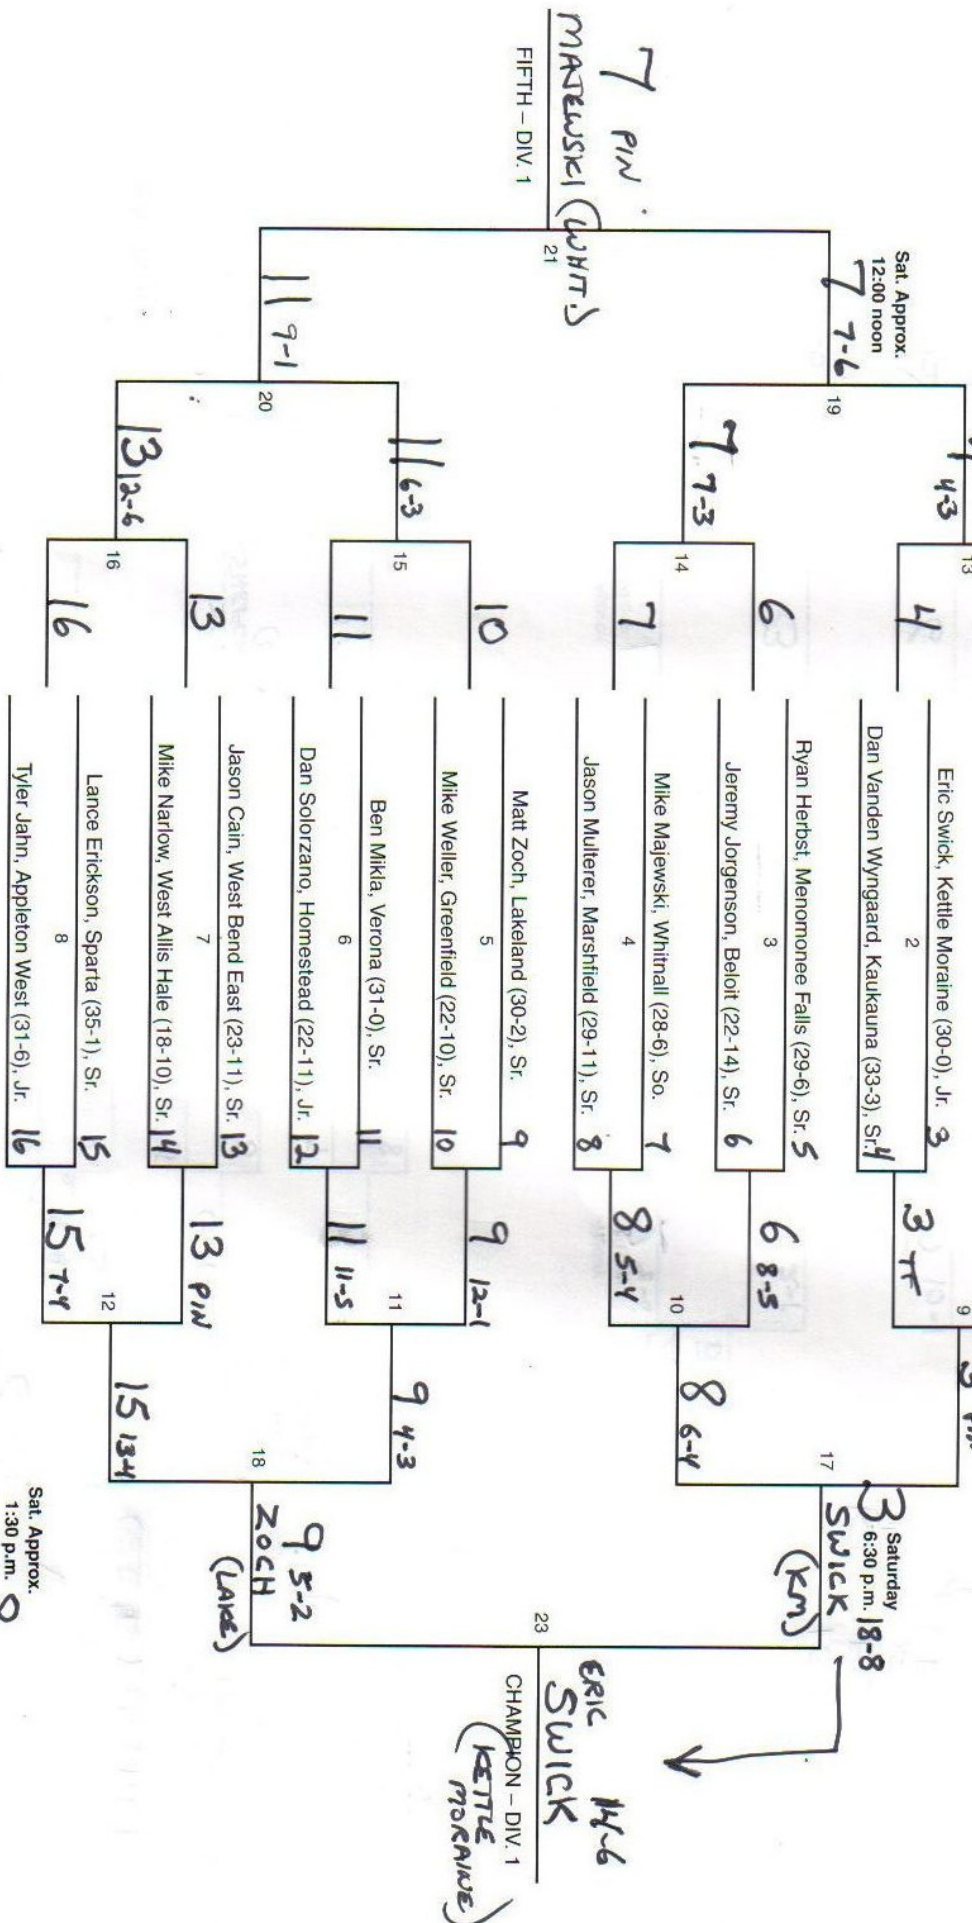 Eric Swick, Kettle Moraine (30-0), Jr. 3
2
Dan Vanden Wyngaard, Kaukauna (33-3), Sr. 4
Ryan Herbst, Menomonee Falls (29-6), Sr. 5
3
Jeremy Jorgenson, Beloit (22-14), Sr. 6
Mike Majewski, Whitnall (28-6), So. 7
4
Jason Multerer, Marshfield (29-11), Sr. 8
Matt Zoch, Lakeland (30-2), Sr. 9
5
Mike Weller, Greenfield (22-10), Sr. 10
Ben Mikla, Verona (31-0), Sr. 11
6
Dan Solorzano, Homestead (22-11), Jr. 12
Jason Cain, West Bend East (23-11), Sr. 13
7
Mike Narlow, West Allis Hale (18-10), Sr. 14
Lance Erickson, Sparta (35-1), Sr. 15
8
Tyler Jahn, Appleton West (31-6), Jr. 16
9
3 TF
6 8-5
10
8 5-4
9 12-1
11
11 11-5
13 PIN
12
15 7-4
8 6-4
9 4-3
15 13-4
17
3 Saturday
6:30 p.m. 18-8
SWICK
(KM)
18
9 5-2
ZOCH
(LAKE)
23
ERIC 14-6
SWICK
CHAMPION – DIV. 1
(KETTLE
MORAINE)
Sat. Approx.
1:30 p.m.
13
4
6
14
7
10
15
11
13
16
16
4-3
7 7-3
11 6-3
13 12-6
Sat. Approx.
12:00 noon
7 7-6
19
11 9-1
20
21
7 PIN
MAJEWSKI (WHIT.)
FIFTH – DIV. 1